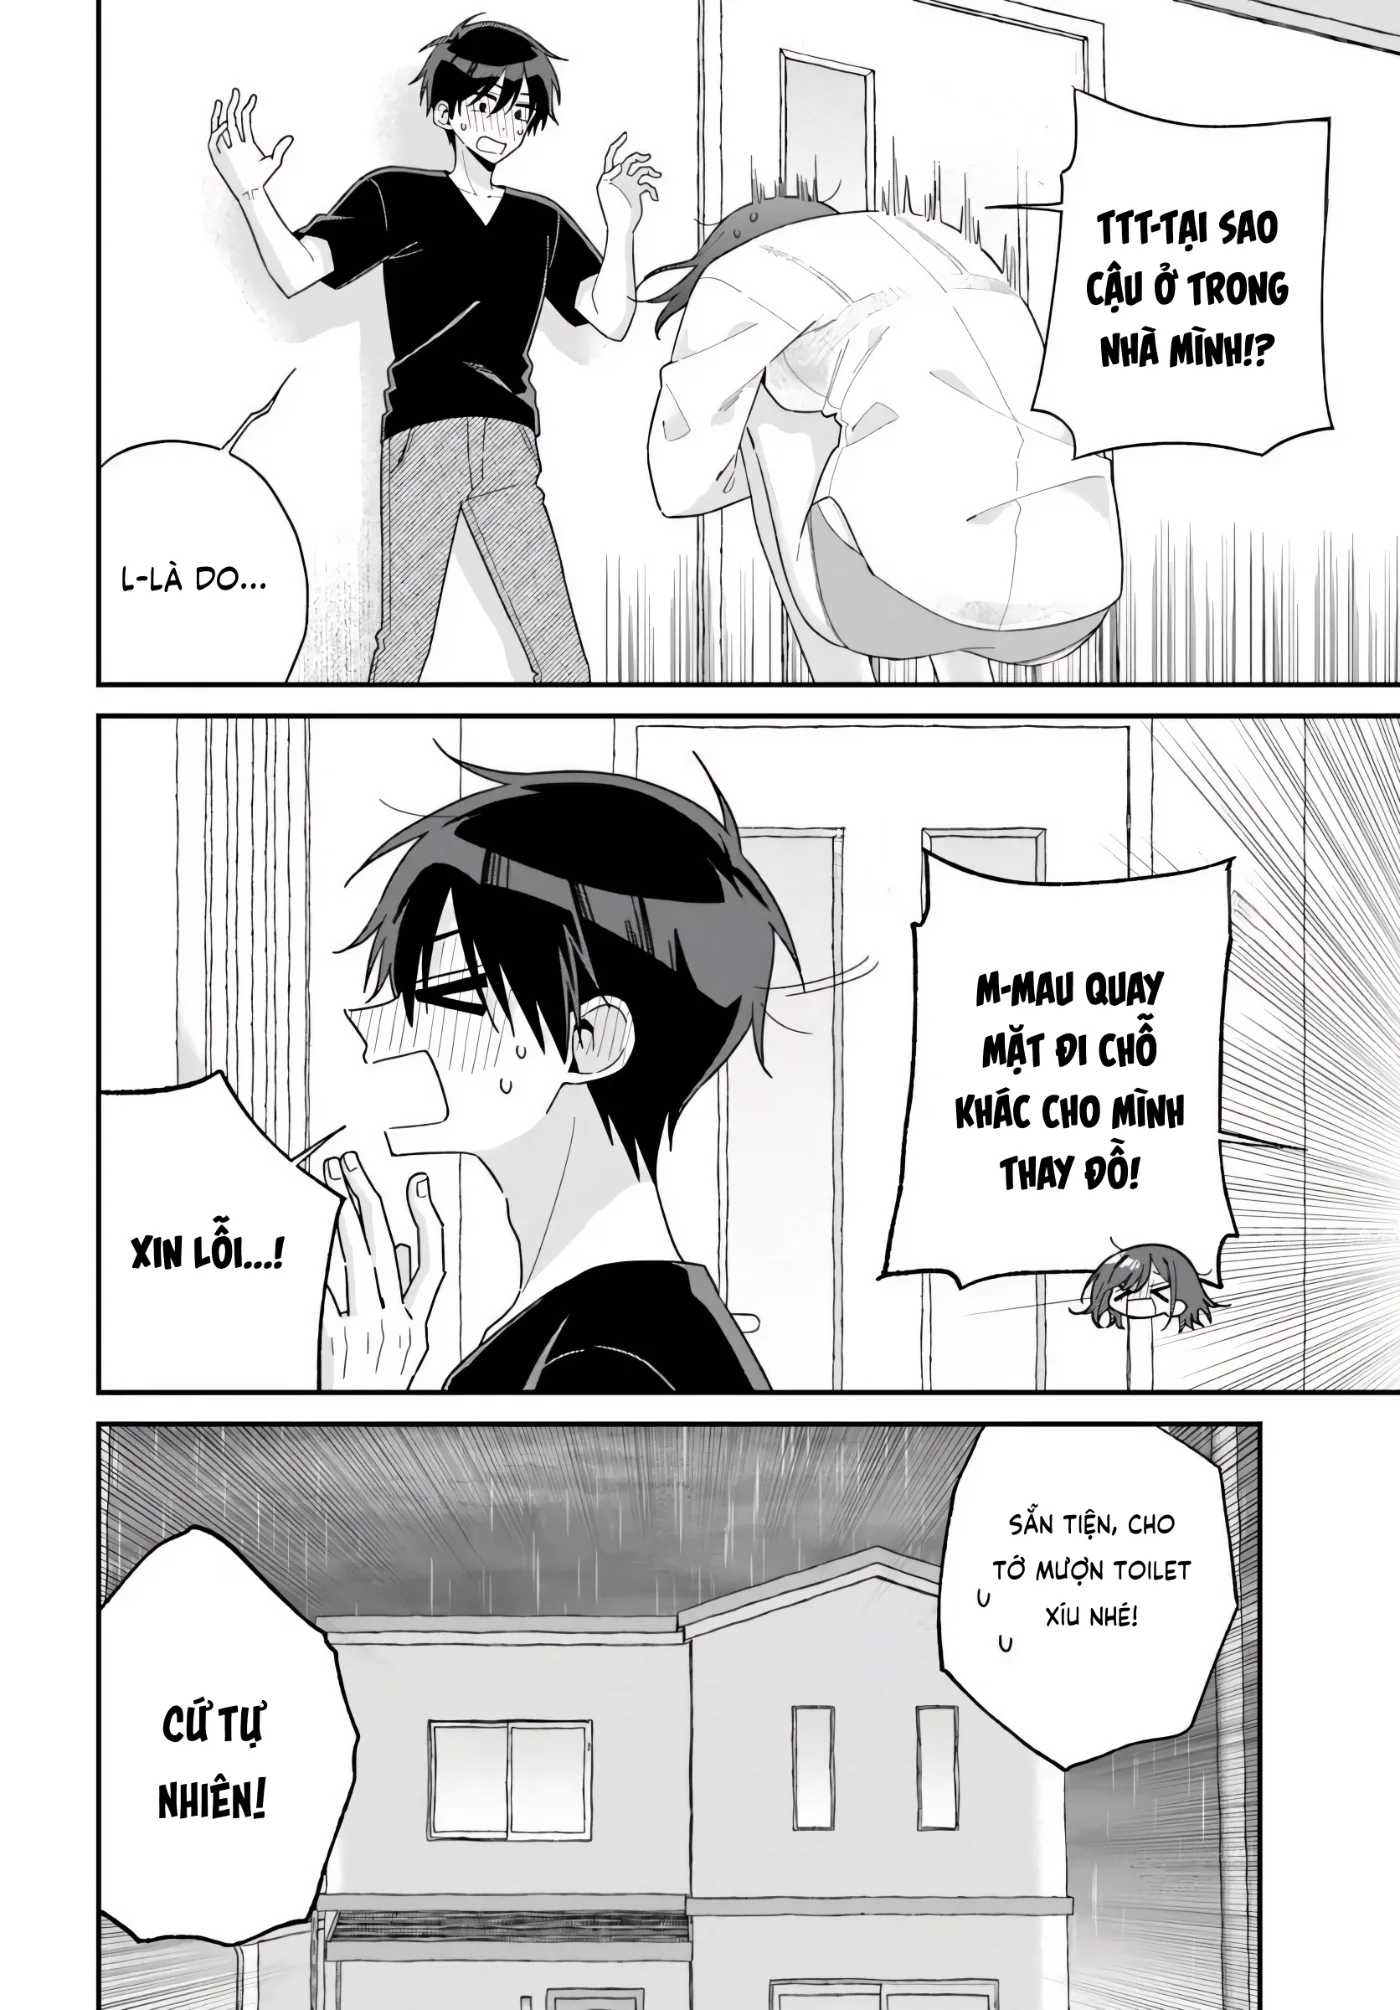 TTT-TẠI SAO
CẬU Ở TRONG
NHÀ MÌNH!?
L-LÀ DO...
M-MAU QUAY
MẶT ĐI CHỖ
KHÁC CHO MÌNH
THAY ĐỒ!
XIN LỖI...!
SẴN TIỆN, CHO
TỚ MƯỢN TOILET
XÍU NHÉ!
CỨ TỰ
NHIÊN!